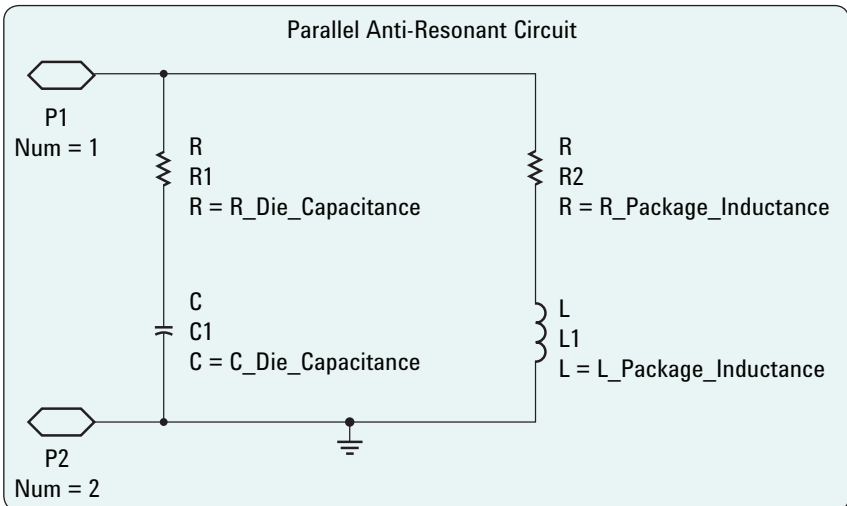 Parallel Anti-Resonant Circuit
P1
Num = 1
R
R1
R = R_Die_Capacitance
R
R2
R = R_Package_Inductance
C
C1
C = C_Die_Capacitance
L
L1
L = L_Package_Inductance
P2
Num = 2